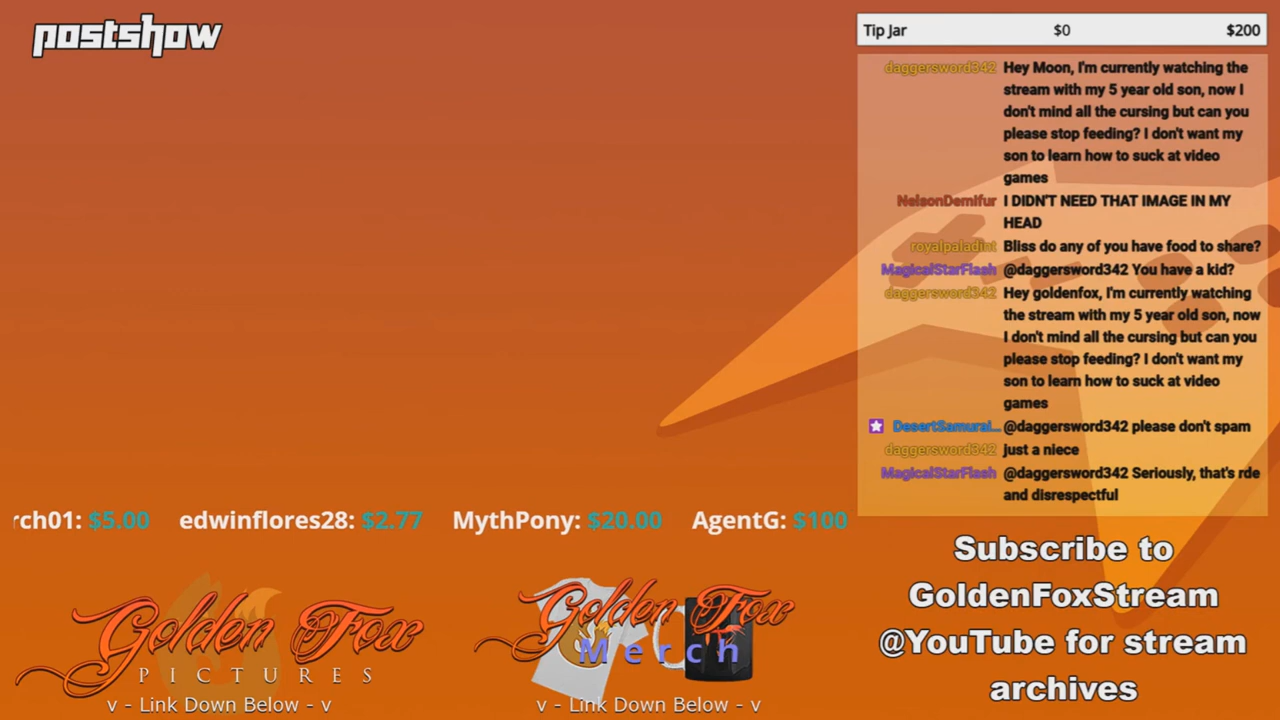 postshow
Tip Jar $0 $200
daggersword342 Hey Moon, I'm currently watching the
stream with my 5 year old son, now I
don't mind all the cursing but can you
please stop feeding? I don't want my
son to learn how to suck at video
games
NelsonDemifur I DIDN'T NEED THAT IMAGE IN MY
HEAD
royalpaladint Bliss do any of you have food to share?
MagicalStarFlash @daggersword342 You have a kid?
daggersword342 Hey goldenfox, I'm currently watching
the stream with my 5 year old son, now
I don't mind all the cursing but can you
please stop feeding? I don't want my
son to learn how to suck at video
games
DesertSamurai... @daggersword342 please don't spam
daggersword342 just a niece
MagicalStarFlash @daggersword342 Seriously, that's rde
and disrespectful
rch01: $5.00 edwinflores28: $2.77 MythPony: $20.00 AgentG: $100
Golden Fox
PICTURES
v - Link Down Below - v
Golden Fox
Merch
v - Link Down Below - v
Subscribe to
GoldenFoxStream
@YouTube for stream
archives